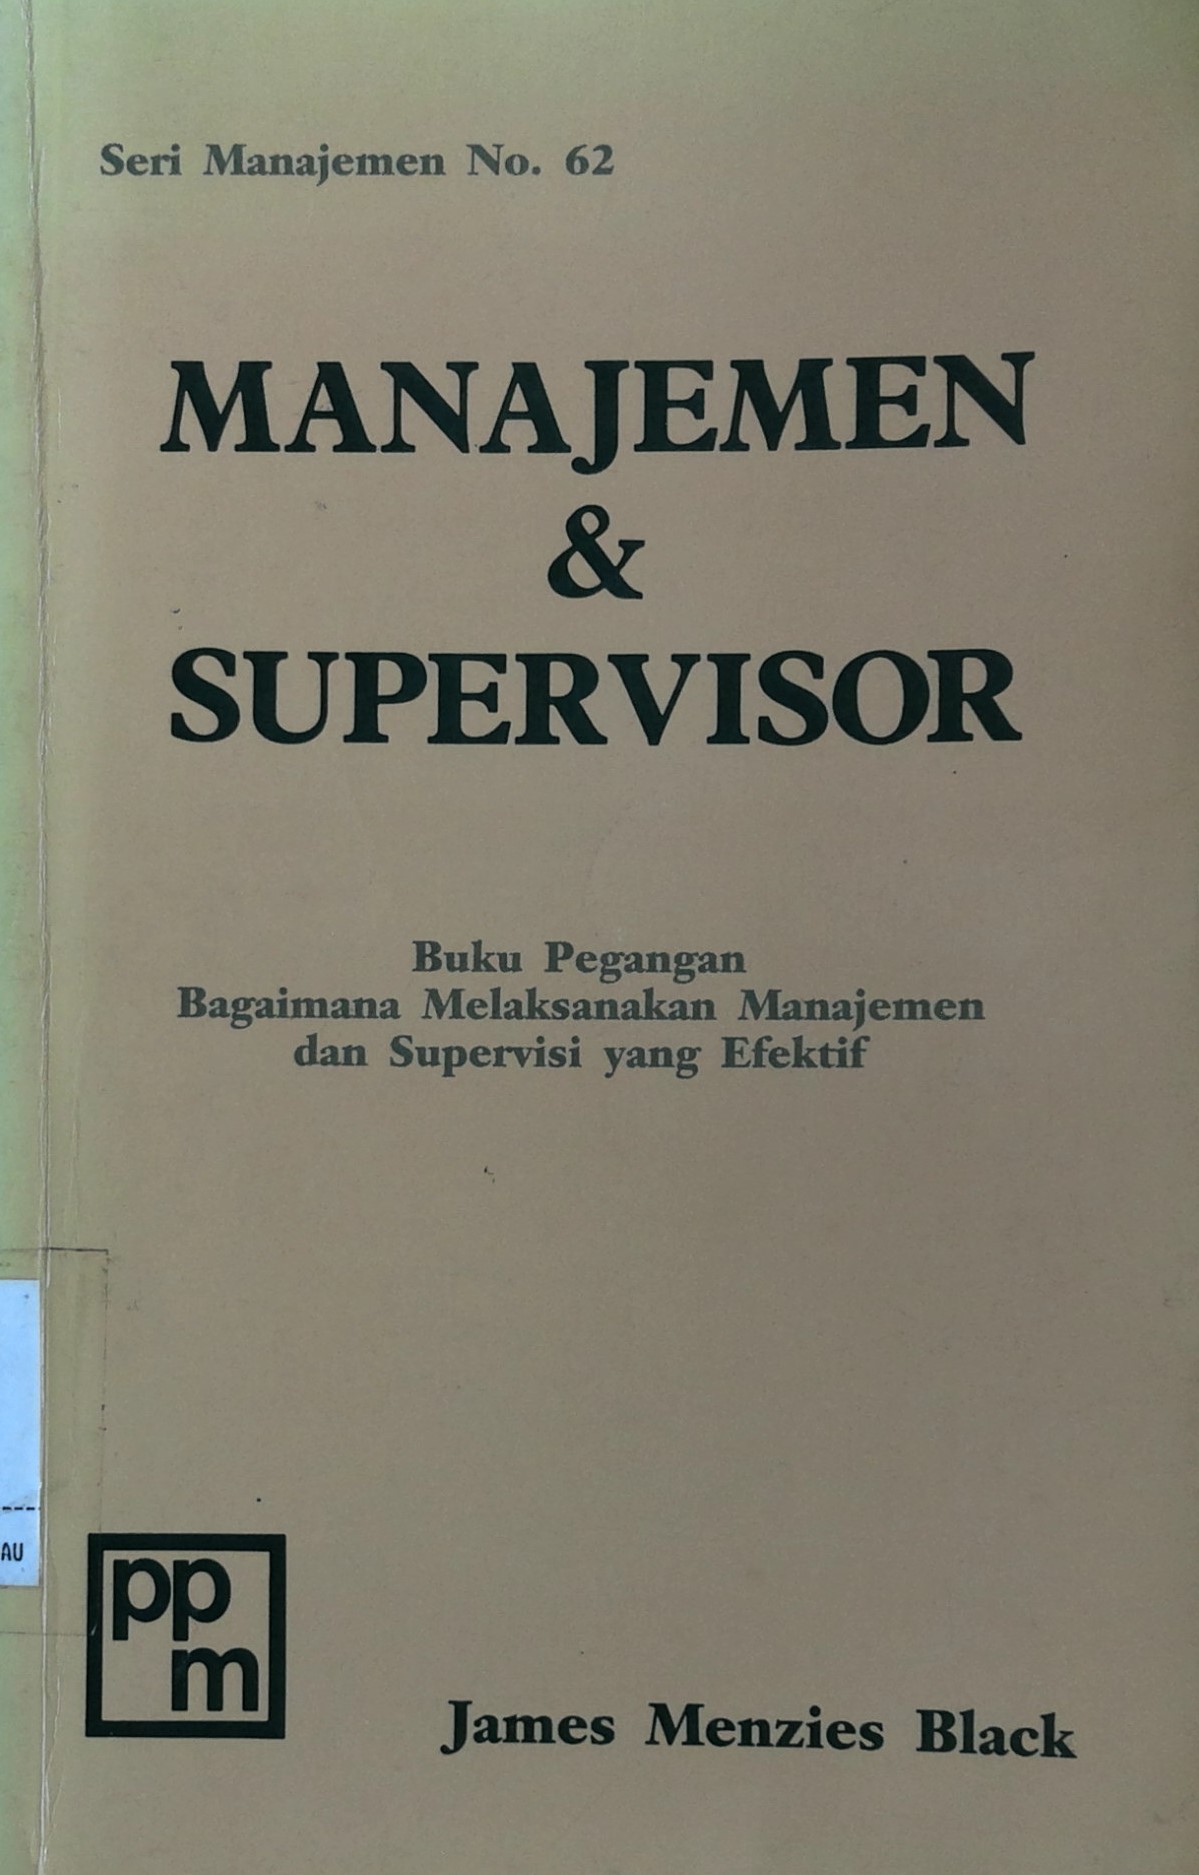 Seri Manajemen No. 62
MANAJEMEN
&
SUPERVISOR
Buku Pegangan
Bagaimana Melaksanakan Manajemen
dan Supervisi yang Efektif
AU
pp
m
James Menzies Black